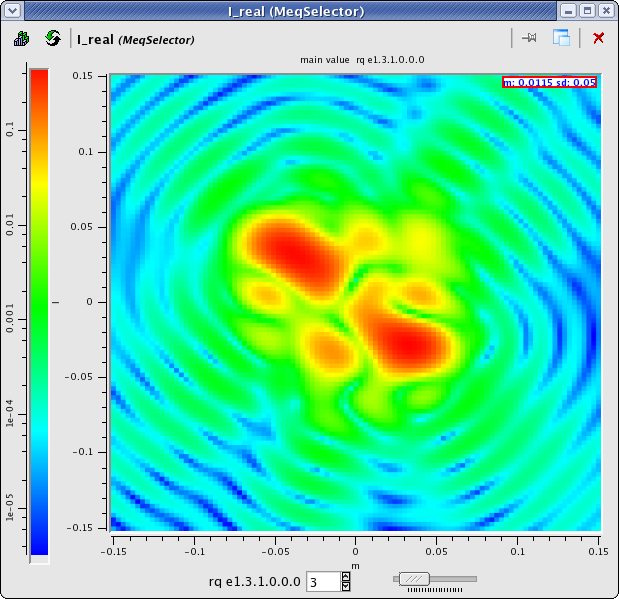 I_real (MeqSelector)
I_real (MeqSelector)
main value rq e1.3.1.0.0.0
m: 0.0115 sd: 0.05
0.1
0.01
0.001
1e-04
1e-05
0.15
0.1
0.05
0
-0.05
-0.1
-0.15
-0.15
-0.1
-0.05
0
0.05
0.1
0.15
m
rq e1.3.1.0.0.0 3